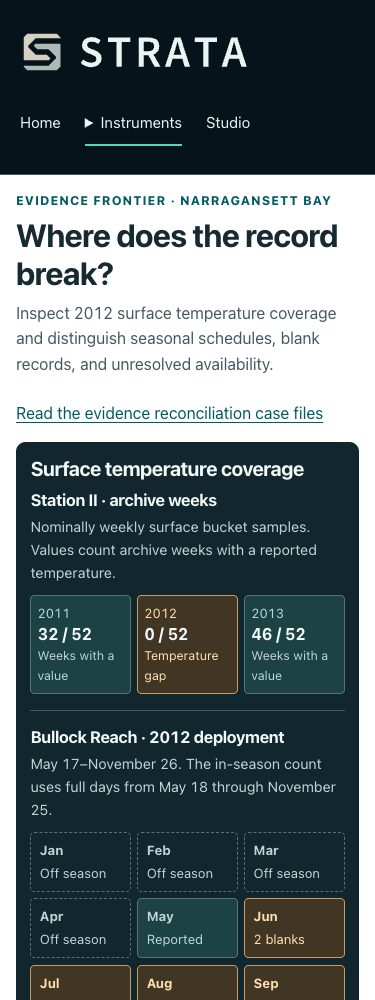 STRATA
Home ▶ Instruments Studio
EVIDENCE FRONTIER · NARRAGANSETT BAY
Where does the record
break?
Inspect 2012 surface temperature coverage
and distinguish seasonal schedules, blank
records, and unresolved availability.
Read the evidence reconciliation case files
Surface temperature coverage
Station II · archive weeks
Nominally weekly surface bucket samples.
Values count archive weeks with a reported
temperature.
2011 2012 2013
32 / 52 0 / 52 46 / 52
Weeks with a Temperature Weeks with a
value gap value
Bullock Reach · 2012 deployment
May 17–November 26. The in-season count
uses full days from May 18 through November
25.
Jan Feb Mar
Off season Off season Off season
Apr May Jun
Off season Reported 2 blanks
Jul Aug Sep